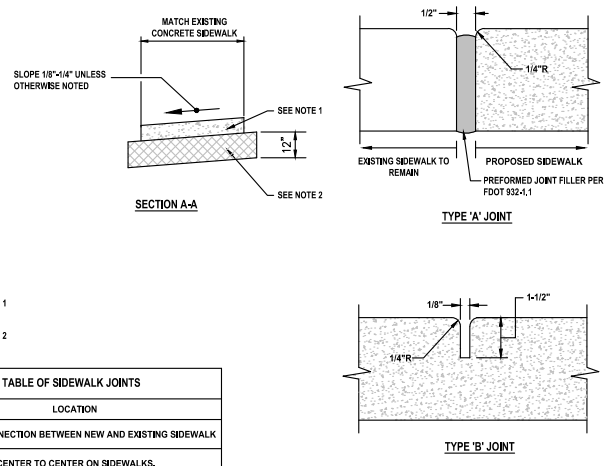 MATCH EXISTING
CONCRETE SIDEWALK
SLOPE 1/8"-1/4" UNLESS
OTHERWISE NOTED
SEE NOTE 1
12"
SEE NOTE 2
SECTION A-A
1/2"
1/4"R
EXISTING SIDEWALK TO
REMAIN
PROPOSED SIDEWALK
PREFORMED JOINT FILLER PER
FDOT 932-1.1
TYPE 'A' JOINT
1
2
TABLE OF SIDEWALK JOINTS
LOCATION
NECTION BETWEEN NEW AND EXISTING SIDEWALK
CENTER TO CENTER ON SIDEWALKS.
1/8"
1-1/2"
1/4"R
TYPE 'B' JOINT